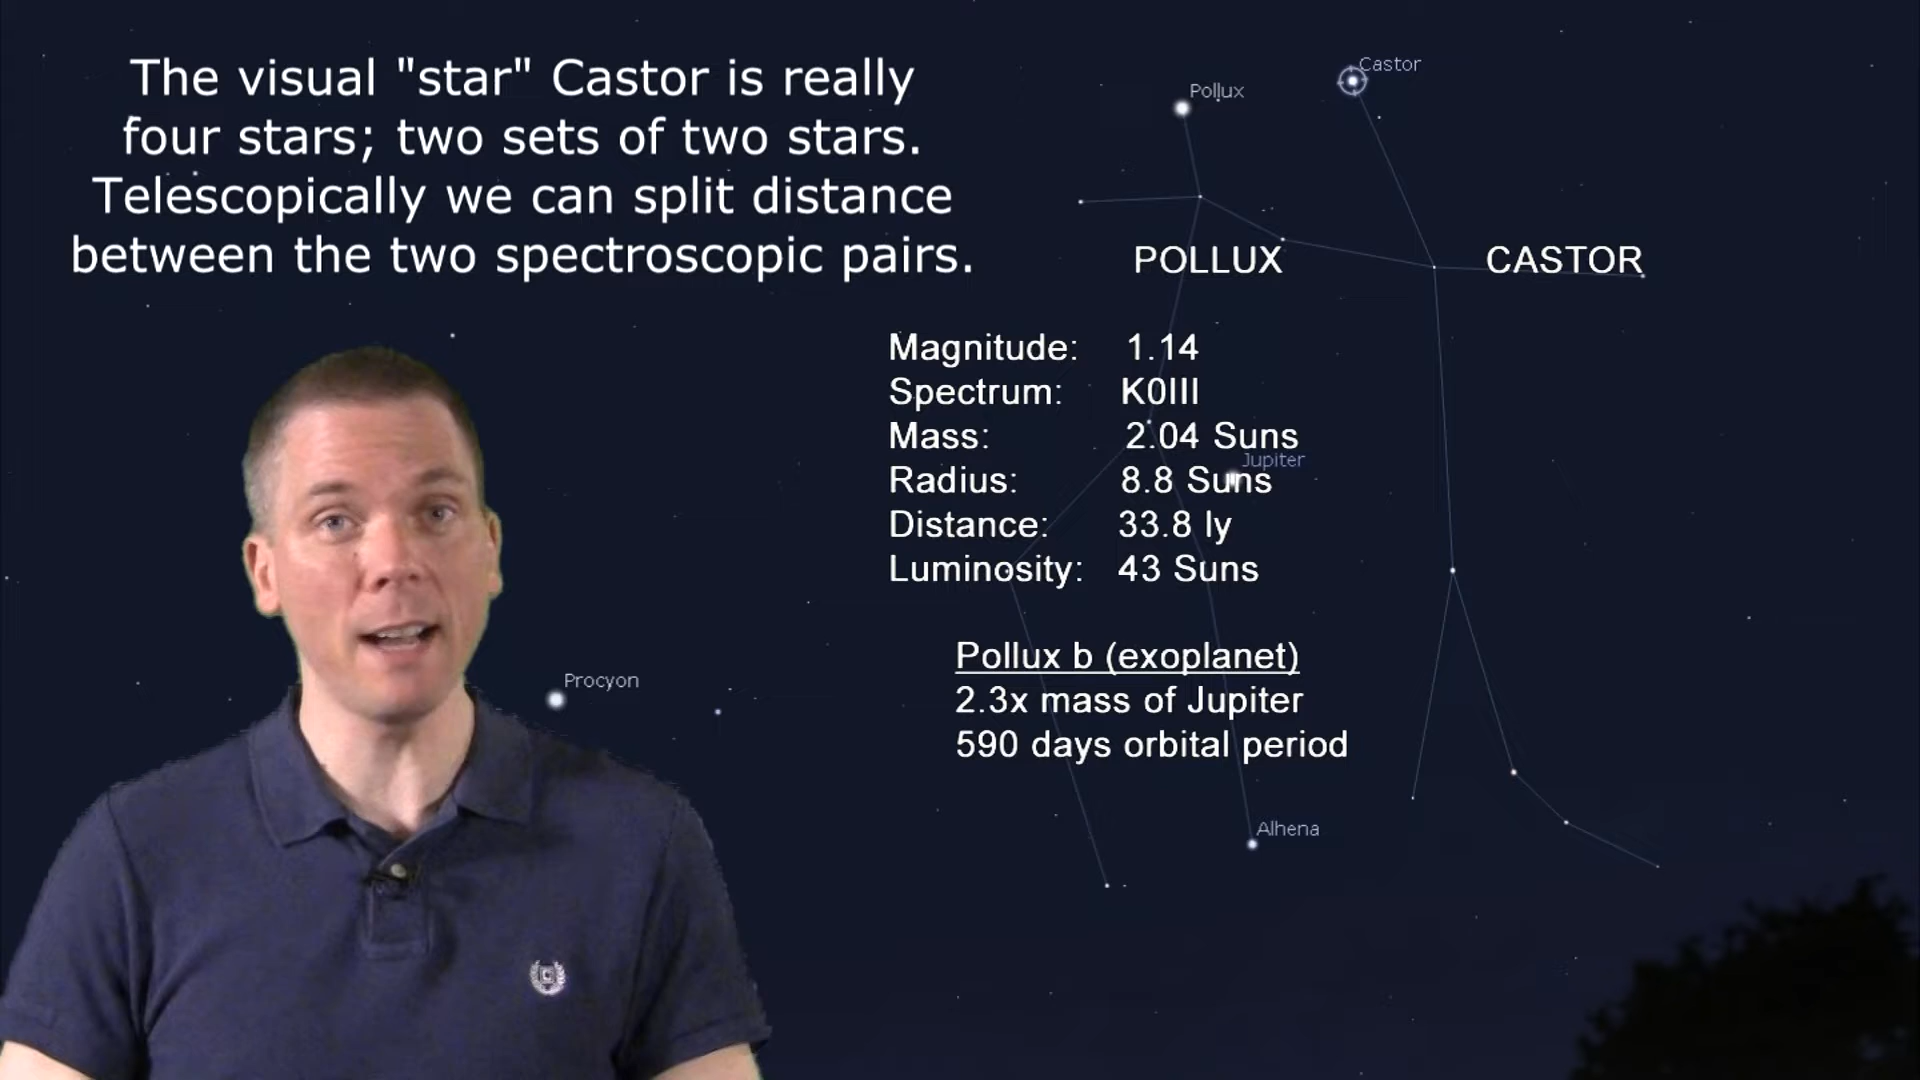 The visual "star" Castor is really
four stars; two sets of two stars.
Telescopically we can split distance
between the two spectroscopic pairs.
Castor
Pollux
POLLUX CASTOR
Magnitude: 1.14
Spectrum: K0III
Mass: 2.04 Suns
Jupiter
Radius: 8.8 Suns
Distance: 33.8 ly
Luminosity: 43 Suns
Pollux b (exoplanet)
2.3x mass of Jupiter
590 days orbital period
Procyon
Alhena